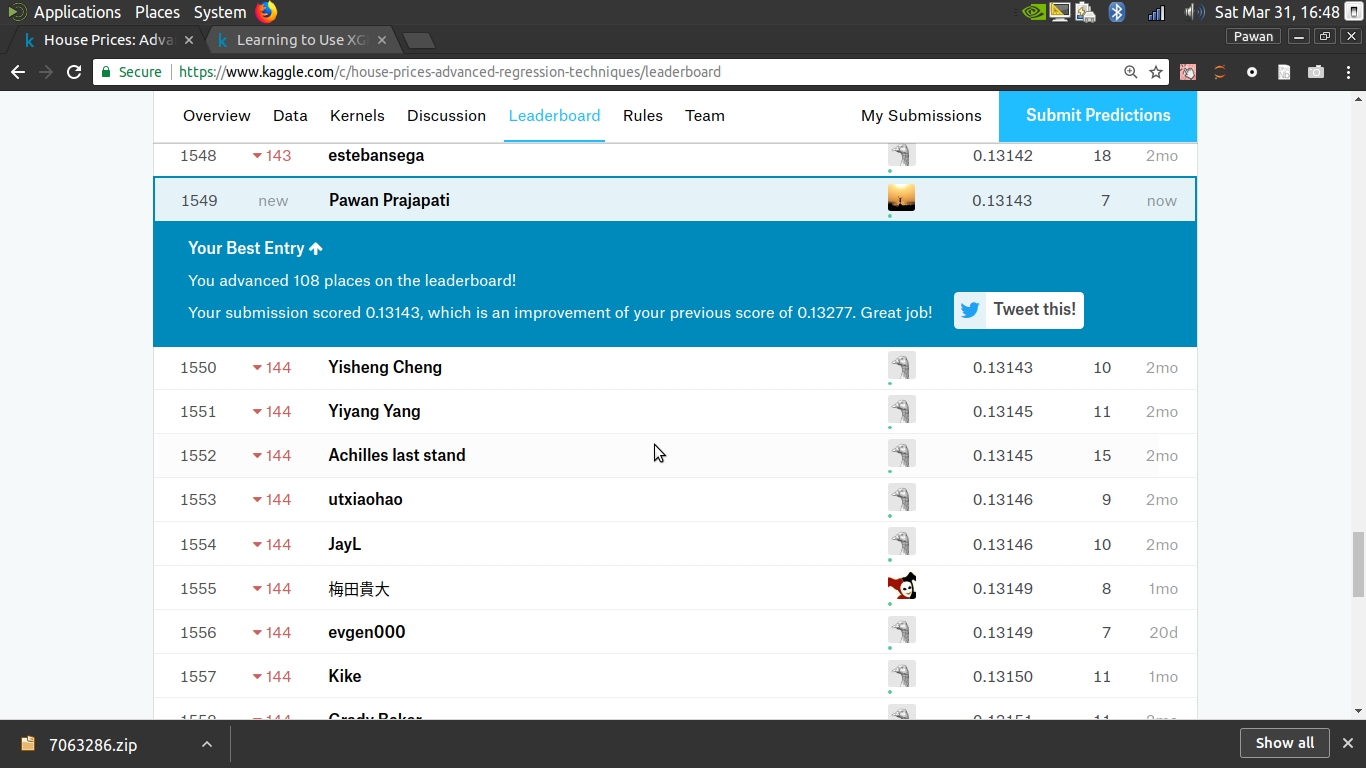 Applications Places System Sat Mar 31, 16:48
House Prices: Adva Learning to Use XG Pawan
Secure https://www.kaggle.com/c/house-prices-advanced-regression-techniques/leaderboard
Overview Data Kernels Discussion Leaderboard Rules Team My Submissions Submit Predictions
1548 143 estebansega 0.13142 18 2mo
1549 new Pawan Prajapati 0.13143 7 now
Your Best Entry
You advanced 108 places on the leaderboard!
Your submission scored 0.13143, which is an improvement of your previous score of 0.13277. Great job! Tweet this!
1550 144 Yisheng Cheng 0.13143 10 2mo
1551 144 Yiyang Yang 0.13145 11 2mo
1552 144 Achilles last stand 0.13145 15 2mo
1553 144 utxiaohao 0.13146 9 2mo
1554 144 JayL 0.13146 10 2mo
1555 144 梅田貴大 0.13149 8 1mo
1556 144 evgen000 0.13149 7 20d
1557 144 Kike 0.13150 11 1mo
7063286.zip Show all